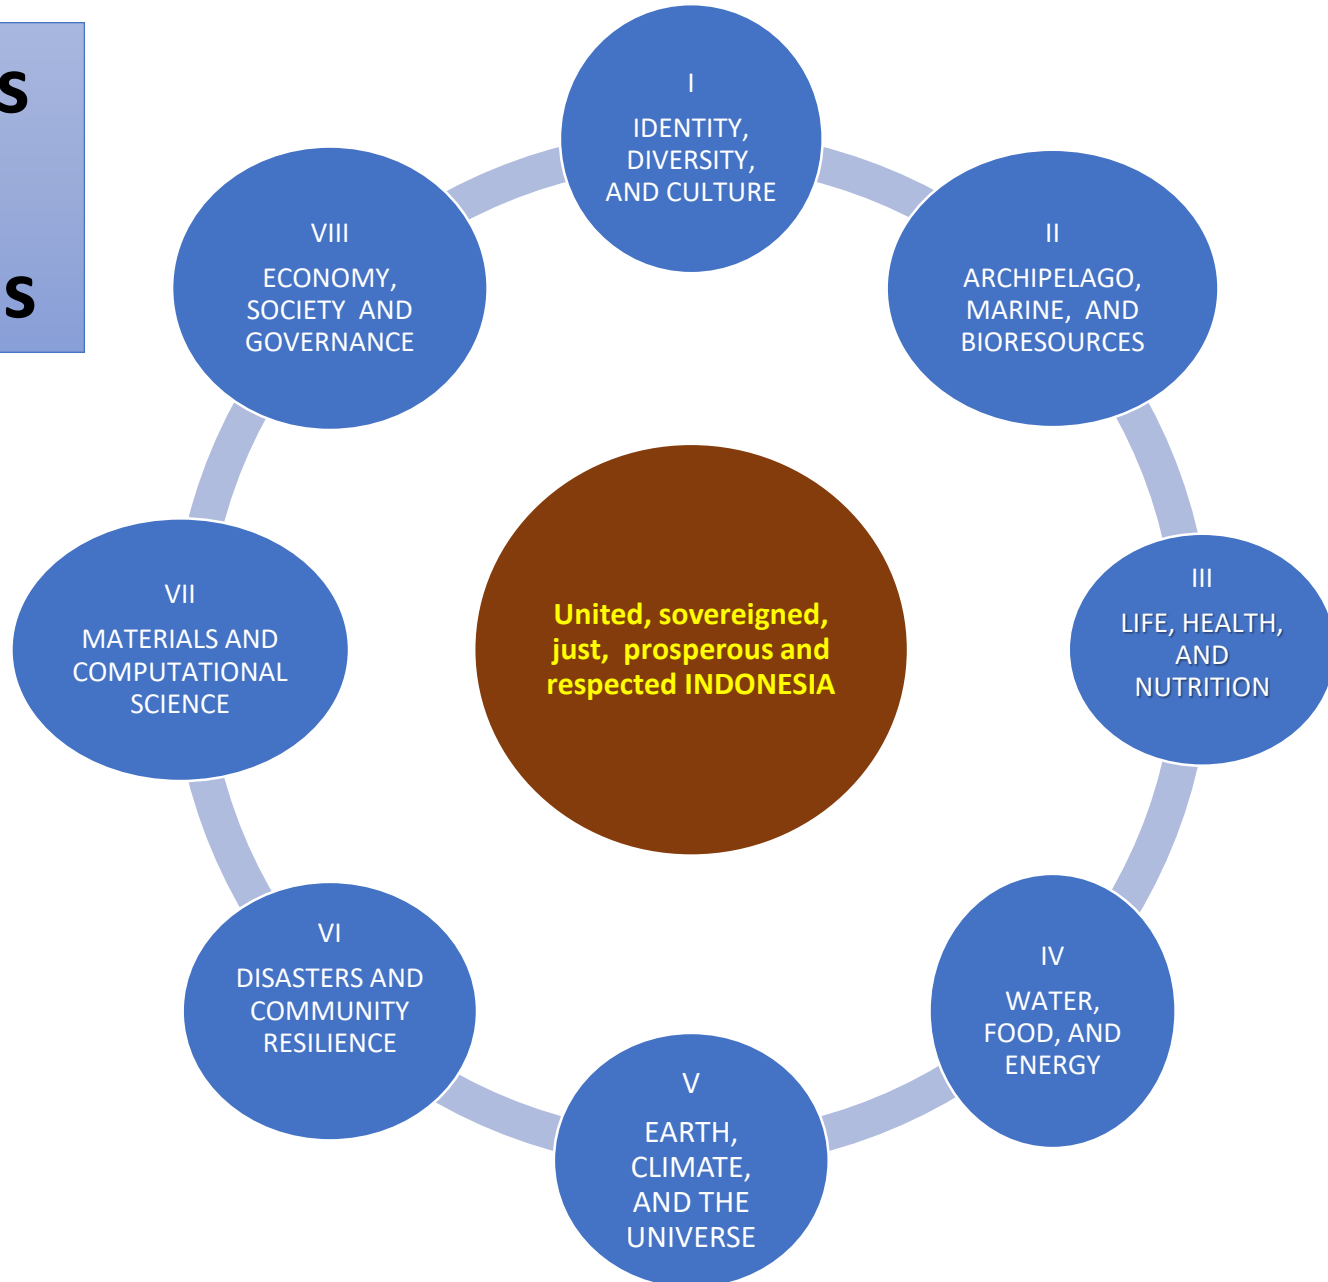 s
s
I
IDENTITY,
DIVERSITY,
AND CULTURE
II
ARCHIPELAGO,
MARINE, AND
BIORESOURCES
III
LIFE, HEALTH,
AND
NUTRITION
IV
WATER,
FOOD, AND
ENERGY
V
EARTH,
CLIMATE,
AND THE
UNIVERSE
VI
DISASTERS AND
COMMUNITY
RESILIENCE
VII
MATERIALS AND
COMPUTATIONAL
SCIENCE
VIII
ECONOMY,
SOCIETY AND
GOVERNANCE
United, sovereigned,
just, prosperous and
respected INDONESIA